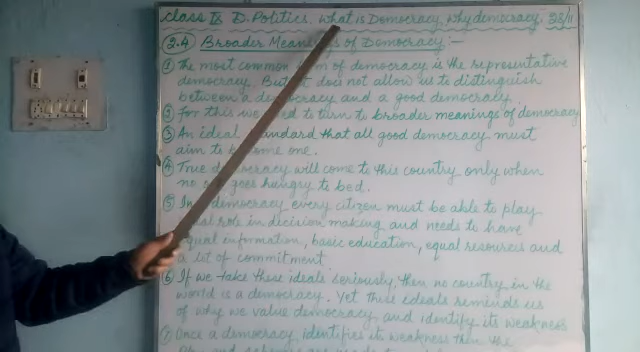 class IX D. Politics. What is Democracy, Why democracy. 33/11
2.4 Broader Meanings of Democracy:-
① The most common form of democracy is the representative
democracy. But it does not allow us to distinguish
between a democracy and a good democracy.
② For this we need to turn to broader meanings of democracy
③ An ideal standard that all good democracy must
aim to become one.
④ True democracy will come to this country only when
no one goes hungry to bed.
⑤ In democracy every citizen must be able to play
equal role in decision making and needs to have
equal information, basic education, equal resources and
a lot of commitment
⑥ If we take these ideals seriously, then no country in the
world is a democracy. Yet these ideals reminds us
of why we value democracy and identify its weakness
⑦ Once a democracy identifies its weakness then the